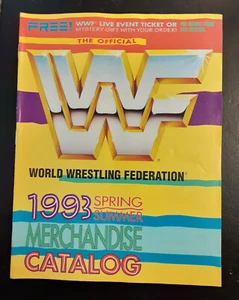 FREE! WWF LIVE EVENT TICKET OR
MYSTERY GIFT WITH YOUR ORDER!
THE OFFICIAL
WWF
WORLD WRESTLING FEDERATION®
1993 SPRING
SUMMER
MERCHANDISE
CATALOG